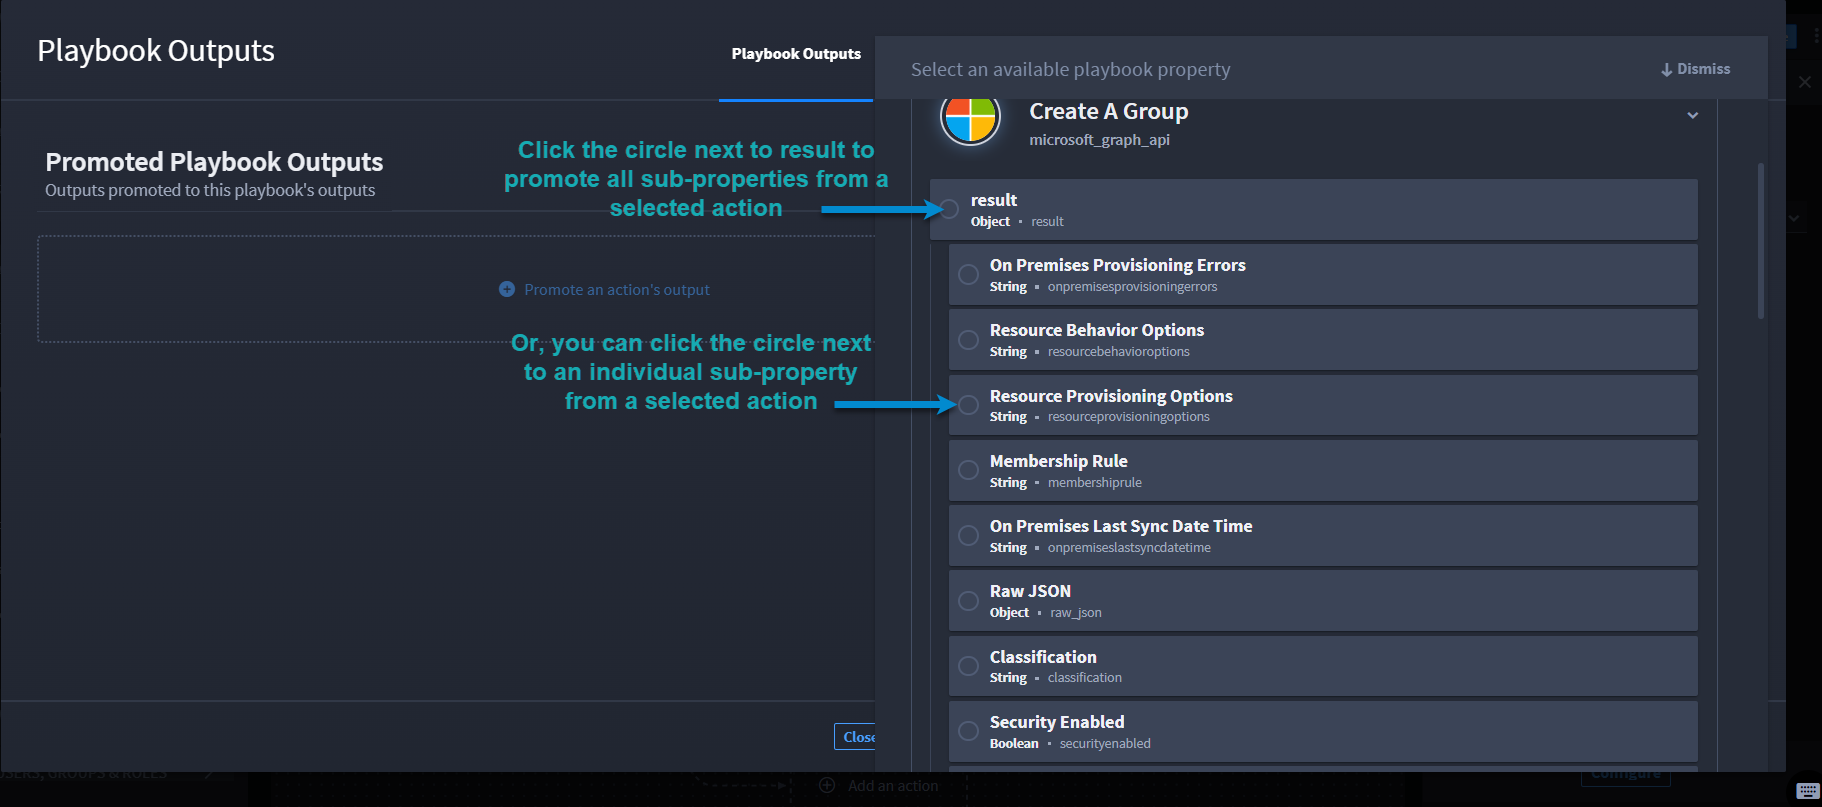 Playbook Outputs
Playbook Outputs
Select an available playbook property
Dismiss
Create A Group
microsoft_graph_api
Promoted Playbook Outputs
Outputs promoted to this playbook's outputs
Click the circle next to result to
promote all sub-properties from a
selected action
result
Object ▪ result
On Premises Provisioning Errors
String ▪ onpremisesprovisioningerrors
Promote an action's output
Resource Behavior Options
String ▪ resourcebehavioroptions
Or, you can click the circle next
to an individual sub-property
from a selected action
Resource Provisioning Options
String ▪ resourceprovisioningoptions
Membership Rule
String ▪ membershiprule
On Premises Last Sync Date Time
String ▪ onpremiseslastsyncdatetime
Raw JSON
Object ▪ raw_json
Classification
String ▪ classification
Security Enabled
Boolean ▪ securityenabled
Close
USERS, GROUPS & ROLES
Add an action
Configure